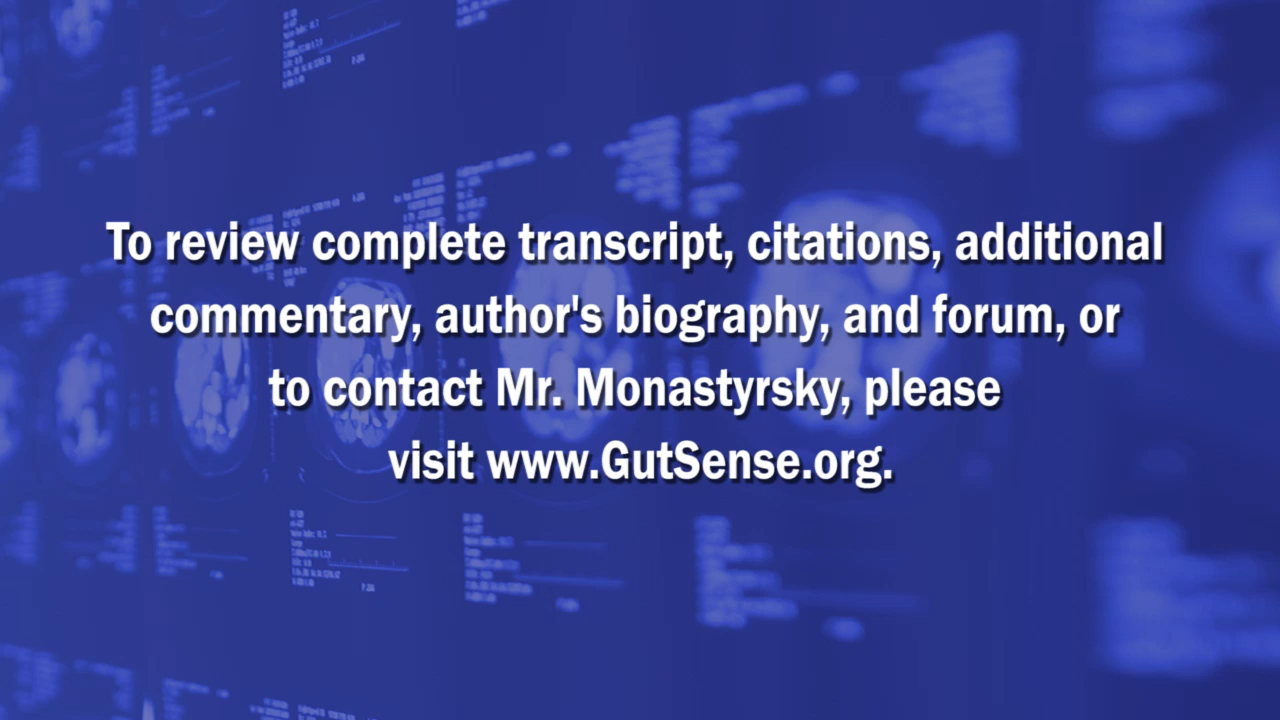 To review complete transcript, citations, additional
commentary, author's biography, and forum, or
to contact Mr. Monastyrsky, please
visit www.GutSense.org.